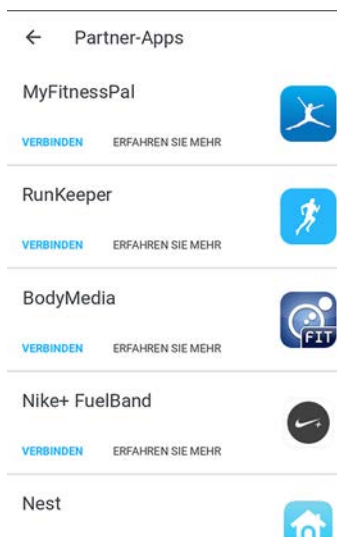 Partner-Apps
MyFitnessPal
VERBINDEN ERFAHREN SIE MEHR
RunKeeper
VERBINDEN ERFAHREN SIE MEHR
BodyMedia
FIT
VERBINDEN ERFAHREN SIE MEHR
Nike+ FuelBand
VERBINDEN ERFAHREN SIE MEHR
Nest